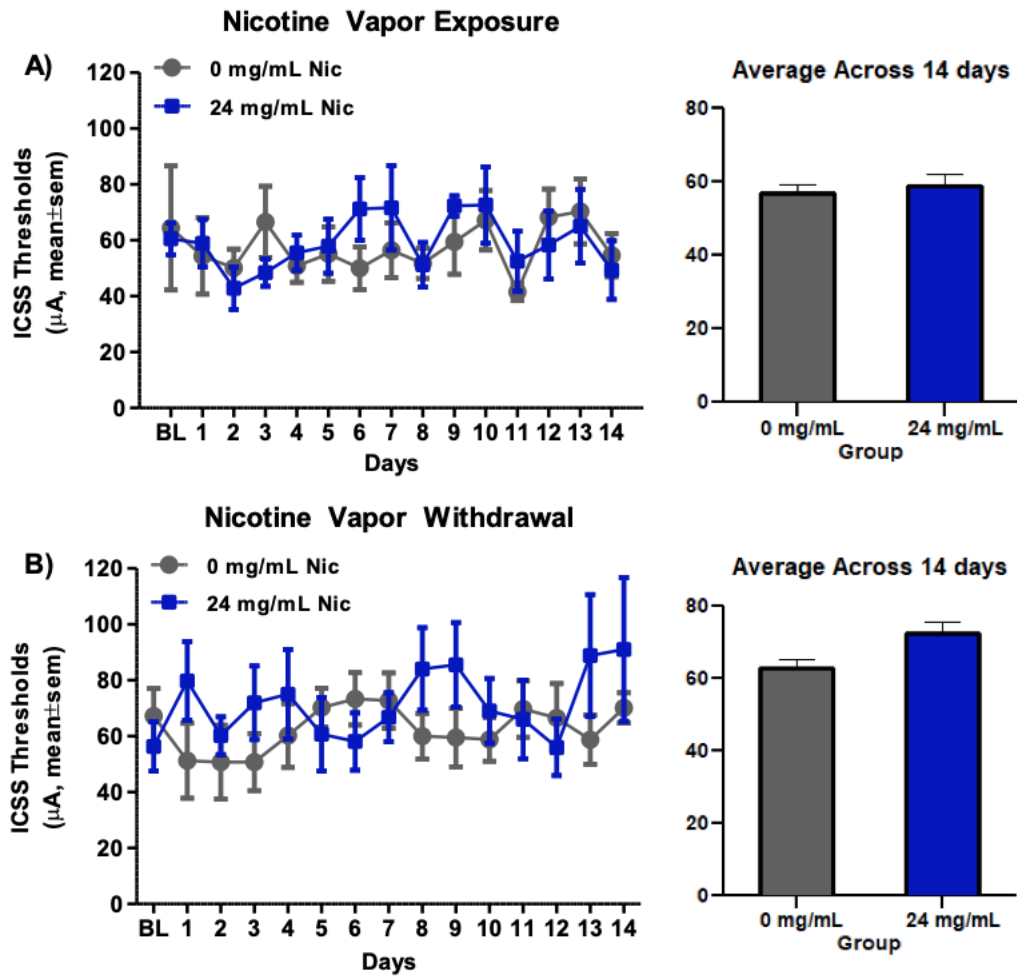 Nicotine Vapor Exposure
A)
0 mg/mL Nic
24 mg/mL Nic
ICSS Thresholds
(μA, mean±sem)
120
100
80
60
40
20
0
BL 1 2 3 4 5 6 7 8 9 10 11 12 13 14
Days
Average Across 14 days
80
60
40
20
0
0 mg/mL 24 mg/mL
Group
Nicotine Vapor Withdrawal
B)
0 mg/mL Nic
24 mg/mL Nic
ICSS Thresholds
(μA, mean±sem)
120
100
80
60
40
20
0
BL 1 2 3 4 5 6 7 8 9 10 11 12 13 14
Days
Average Across 14 days
80
60
40
20
0
0 mg/mL 24 mg/mL
Group